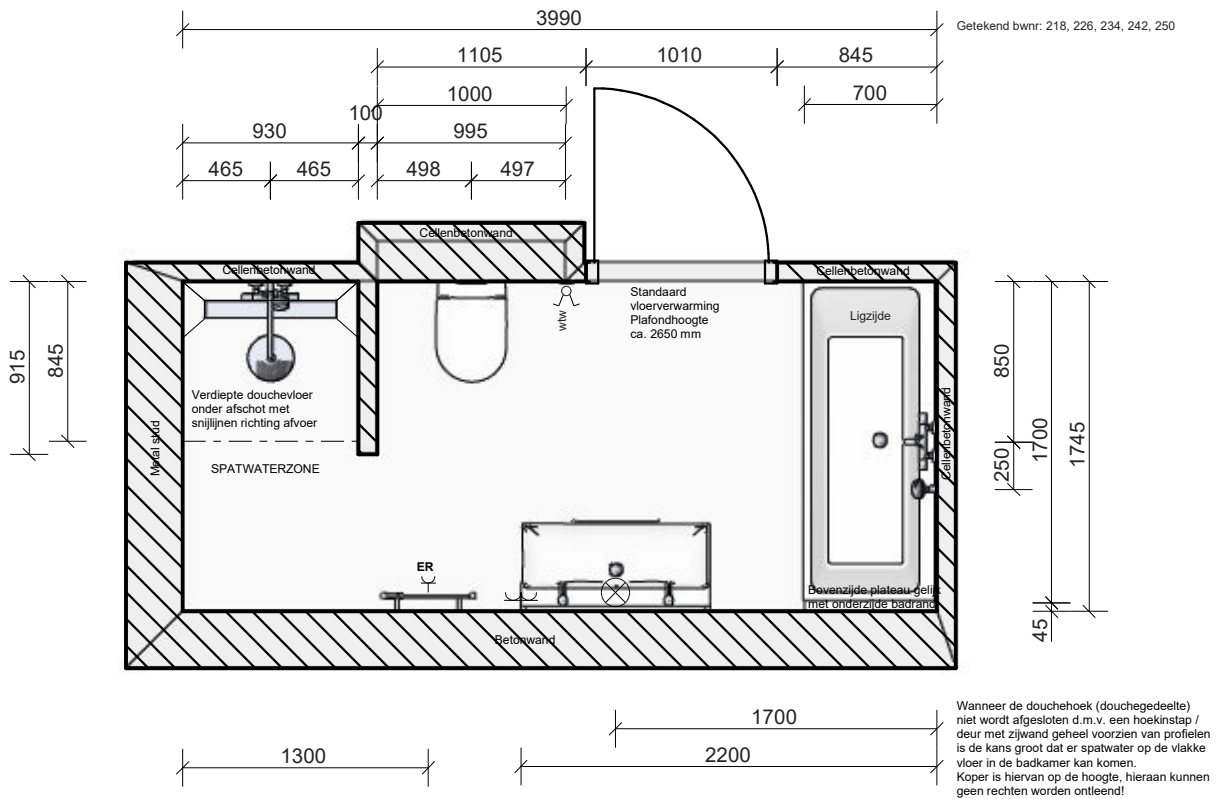 3990
Getekend bwnr: 218, 226, 234, 242, 250
1105
1010
845
1000
700
100
930
995
465
465
498
497
Cellenbetonwand
Cellenbetonwand
Cellenbetonwand
Standaard
vloerverwarming
Plafondhoogte
ca. 2650 mm
wtw
Ligzijde
915
845
850
1700
1745
250
45
Verdiepte douchevloer
onder afschot met
snijlijnen richting afvoer
Metal stud
SPATWATERZONE
Cellenbetonwand
ER
Bovenzijde plateau gelijk
met onderzijde badrand
Betonwand
1700
1300
2200
Wanneer de douchehoek (douchegedeelte)
niet wordt afgesloten d.m.v. een hoekinstap /
deur met zijwand geheel voorzien van profielen
is de kans groot dat er spatwater op de vlakke
vloer in de badkamer kan komen.
Koper is hiervan op de hoogte, hieraan kunnen
geen rechten worden ontleend!